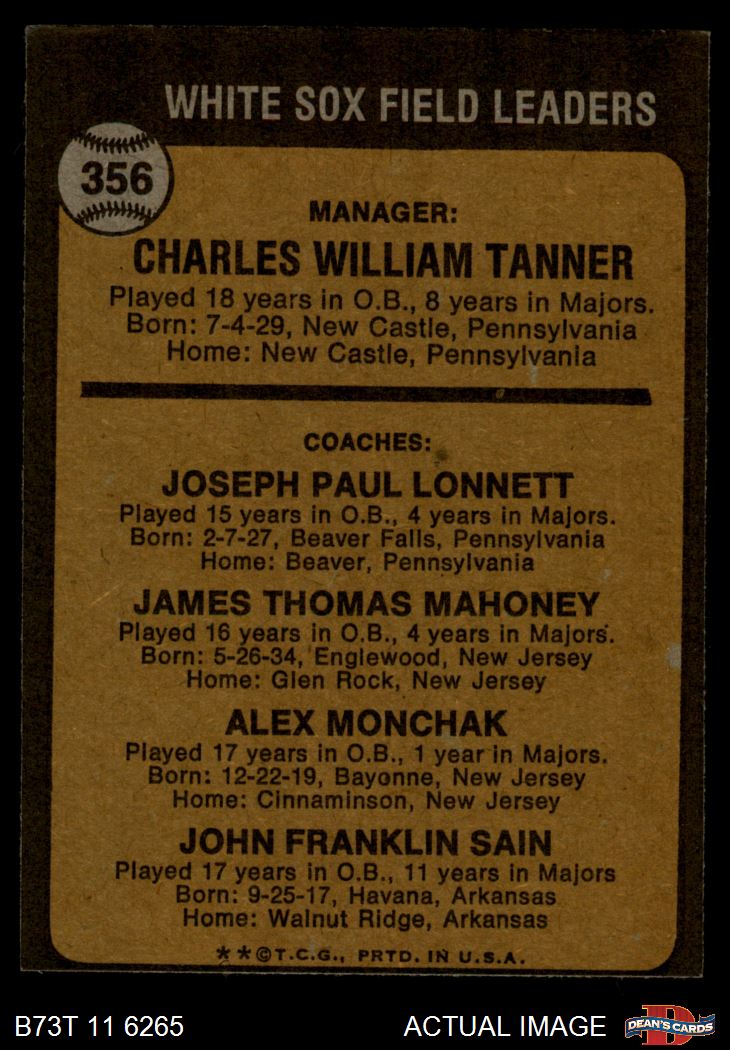 WHITE SOX FIELD LEADERS
356
MANAGER:
CHARLES WILLIAM TANNER
Played 18 years in O.B., 8 years in Majors.
Born: 7-4-29, New Castle, Pennsylvania
Home: New Castle, Pennsylvania
COACHES:
JOSEPH PAUL LONNETT
Played 15 years in O.B., 4 years in Majors.
Born: 2-7-27, Beaver Falls, Pennsylvania
Home: Beaver, Pennsylvania
JAMES THOMAS MAHONEY
Played 16 years in O.B., 4 years in Majors.
Born: 5-26-34, Englewood, New Jersey
Home: Glen Rock, New Jersey
ALEX MONCHAK
Played 17 years in O.B., 1 year in Majors.
Born: 12-22-19, Bayonne, New Jersey
Home: Cinnaminson, New Jersey
JOHN FRANKLIN SAIN
Played 17 years in O.B., 11 years in Majors
Born: 9-25-17, Havana, Arkansas
Home: Walnut Ridge, Arkansas
**©T.C.G., PRTD. IN U.S.A.
B73T 11 6265
ACTUAL IMAGE
D
DEAN'S CARDS